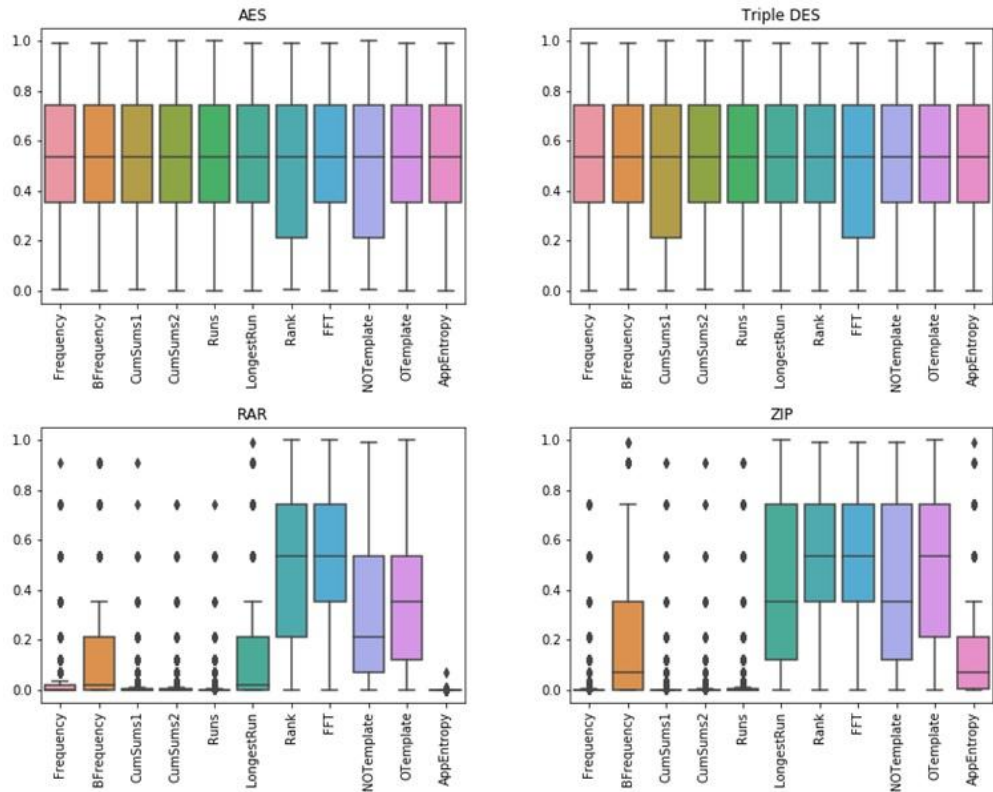 AES
1.0
0.8
0.6
0.4
0.2
0.0
Frequency
BFrequency
CumSums1
CumSums2
Runs
LongestRun
Rank
FFT
NOTemplate
OTemplate
AppEntropy
Triple DES
1.0
0.8
0.6
0.4
0.2
0.0
Frequency
BFrequency
CumSums1
CumSums2
Runs
LongestRun
Rank
FFT
NOTemplate
OTemplate
AppEntropy
RAR
1.0
0.8
0.6
0.4
0.2
0.0
Frequency
BFrequency
CumSums1
CumSums2
Runs
LongestRun
Rank
FFT
NOTemplate
OTemplate
AppEntropy
ZIP
1.0
0.8
0.6
0.4
0.2
0.0
Frequency
BFrequency
CumSums1
CumSums2
Runs
LongestRun
Rank
FFT
NOTemplate
OTemplate
AppEntropy